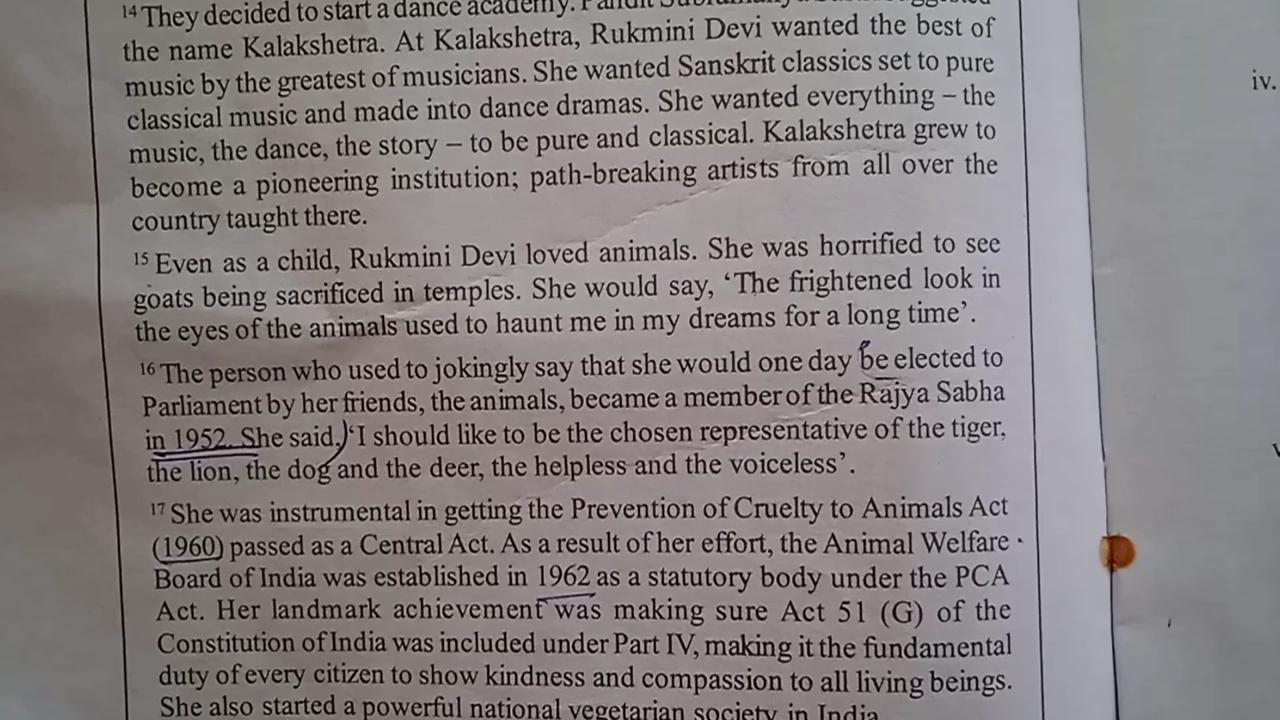 14 They decided to start a dance academy.
the name Kalakshetra. At Kalakshetra, Rukmini Devi wanted the best of
music by the greatest of musicians. She wanted Sanskrit classics set to pure
classical music and made into dance dramas. She wanted everything – the
music, the dance, the story – to be pure and classical. Kalakshetra grew to
become a pioneering institution; path-breaking artists from all over the
country taught there.
15 Even as a child, Rukmini Devi loved animals. She was horrified to see
goats being sacrificed in temples. She would say, ‘The frightened look in
the eyes of the animals used to haunt me in my dreams for a long time’.
16 The person who used to jokingly say that she would one day be elected to
Parliament by her friends, the animals, became a member of the Rajya Sabha
in 1952. She said, ‘I should like to be the chosen representative of the tiger,
the lion, the dog and the deer, the helpless and the voiceless’.
17 She was instrumental in getting the Prevention of Cruelty to Animals Act
(1960) passed as a Central Act. As a result of her effort, the Animal Welfare
Board of India was established in 1962 as a statutory body under the PCA
Act. Her landmark achievement was making sure Act 51 (G) of the
Constitution of India was included under Part IV, making it the fundamental
duty of every citizen to show kindness and compassion to all living beings.
She also started a powerful national vegetarian society in India
iv.